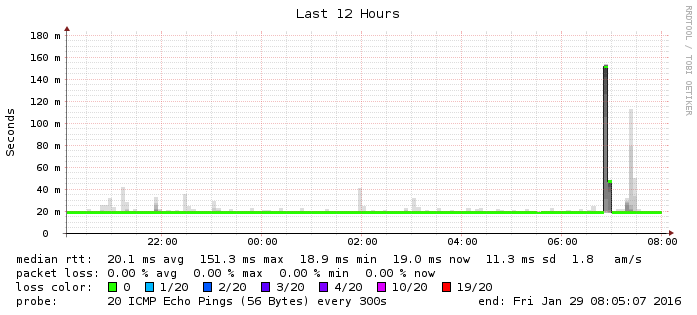 Last 12 Hours
RRDTOOL / TOBI OETIKER
Seconds
180 m
160 m
140 m
120 m
100 m
80 m
60 m
40 m
20 m
0
22:00 00:00 02:00 04:00 06:00 08:00
median rtt: 20.1 ms avg 151.3 ms max 18.9 ms min 19.0 ms now 11.3 ms sd 1.8 am/s
packet loss: 0.00 % avg 0.00 % max 0.00 % min 0.00 % now
loss color: 0 1/20 2/20 3/20 4/20 10/20 19/20
probe: 20 ICMP Echo Pings (56 Bytes) every 300s end: Fri Jan 29 08:05:07 2016